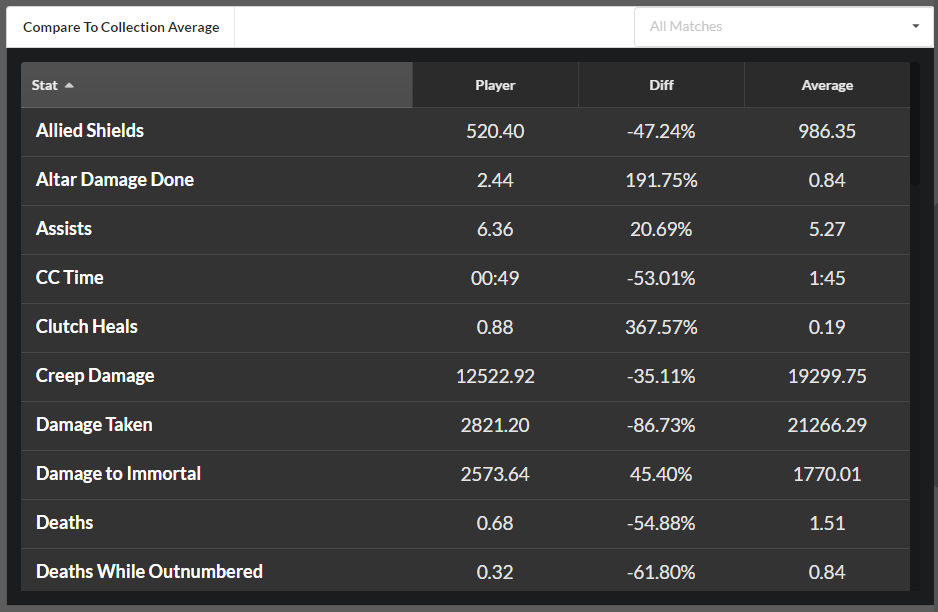 Compare To Collection Average All Matches
Stat Player Diff Average
Allied Shields 520.40 -47.24% 986.35
Altar Damage Done 2.44 191.75% 0.84
Assists 6.36 20.69% 5.27
CC Time 00:49 -53.01% 1:45
Clutch Heals 0.88 367.57% 0.19
Creep Damage 12522.92 -35.11% 19299.75
Damage Taken 2821.20 -86.73% 21266.29
Damage to Immortal 2573.64 45.40% 1770.01
Deaths 0.68 -54.88% 1.51
Deaths While Outnumbered 0.32 -61.80% 0.84